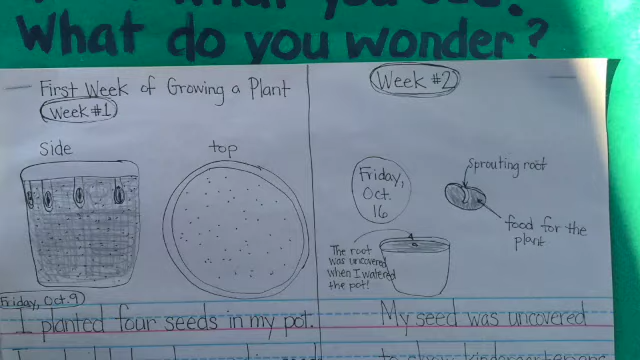 What do you wonder?
First Week of Growing a Plant
Week #1
Side
top
Friday, Oct. 9
I planted four seeds in my pot.
Week #2
Friday,
Oct.
16
sprouting root
food for the
plant
The root
was uncovered
when I watered
the pot!
My seed was uncovered